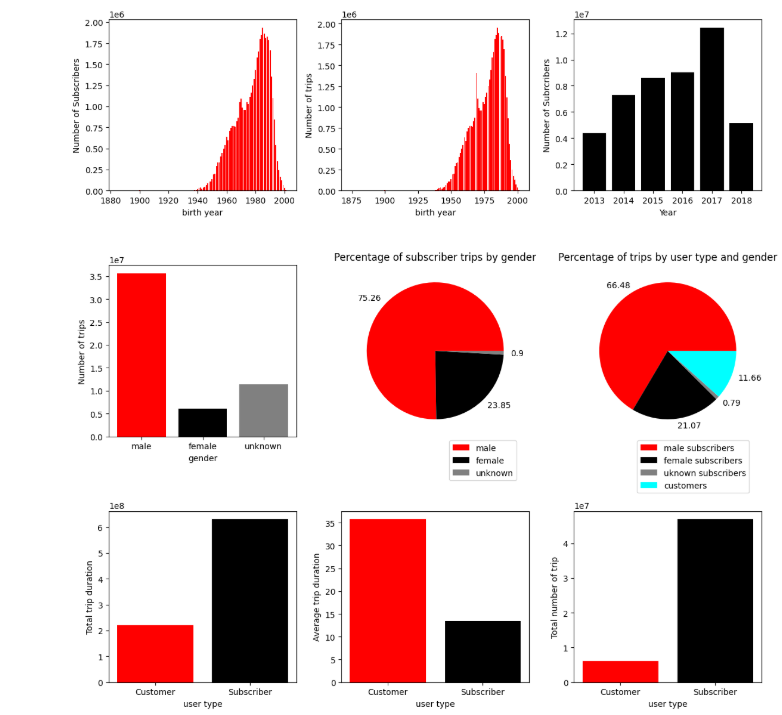 1e6
2.00
1.75
1.50
1.25
1.00
0.75
0.50
0.25
0.00
Number of Subscribers
1880 1900 1920 1940 1960 1980 2000
birth year
1e6
2.00
1.75
1.50
1.25
1.00
0.75
0.50
0.25
0.00
Number of trips
1875 1900 1925 1950 1975 2000
birth year
1e7
1.2
1.0
0.8
0.6
0.4
0.2
0.0
Number of Subrcribers
2013 2014 2015 2016 2017 2018
Year
1e7
3.5
3.0
2.5
2.0
1.5
1.0
0.5
0.0
Number of trips
male female unknown
gender
Percentage of subscriber trips by gender
75.26
0.9
23.85
male
female
unknown
Percentage of trips by user type and gender
66.48
11.66
0.79
21.07
male subscribers
female subscribers
uknown subscribers
customers
1e8
6
5
4
3
2
1
0
Total trip duration
Customer Subscriber
user type
35
30
25
20
15
10
5
0
Average trip duration
Customer Subscriber
user type
1e7
4
3
2
1
0
Total number of trip
Customer Subscriber
user type